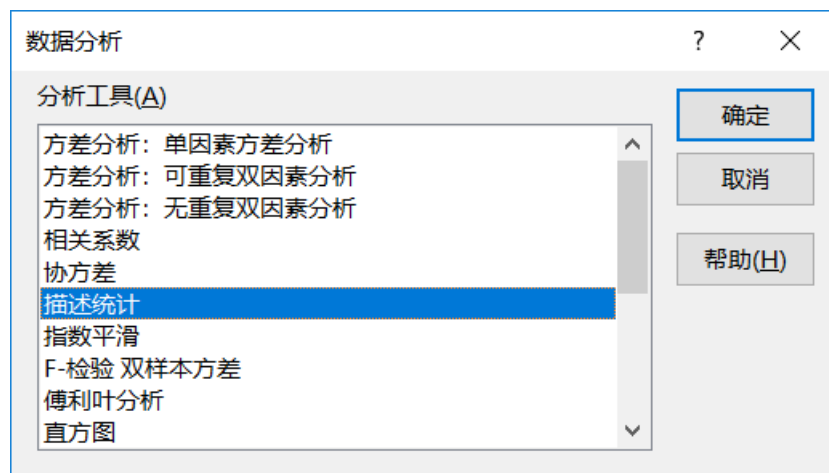 数据分析
?
分析工具(A)
确定
方差分析：单因素方差分析
方差分析：可重复双因素分析
取消
方差分析：无重复双因素分析
相关系数
帮助(H)
协方差
描述统计
指数平滑
F-检验 双样本方差
傅利叶分析
直方图